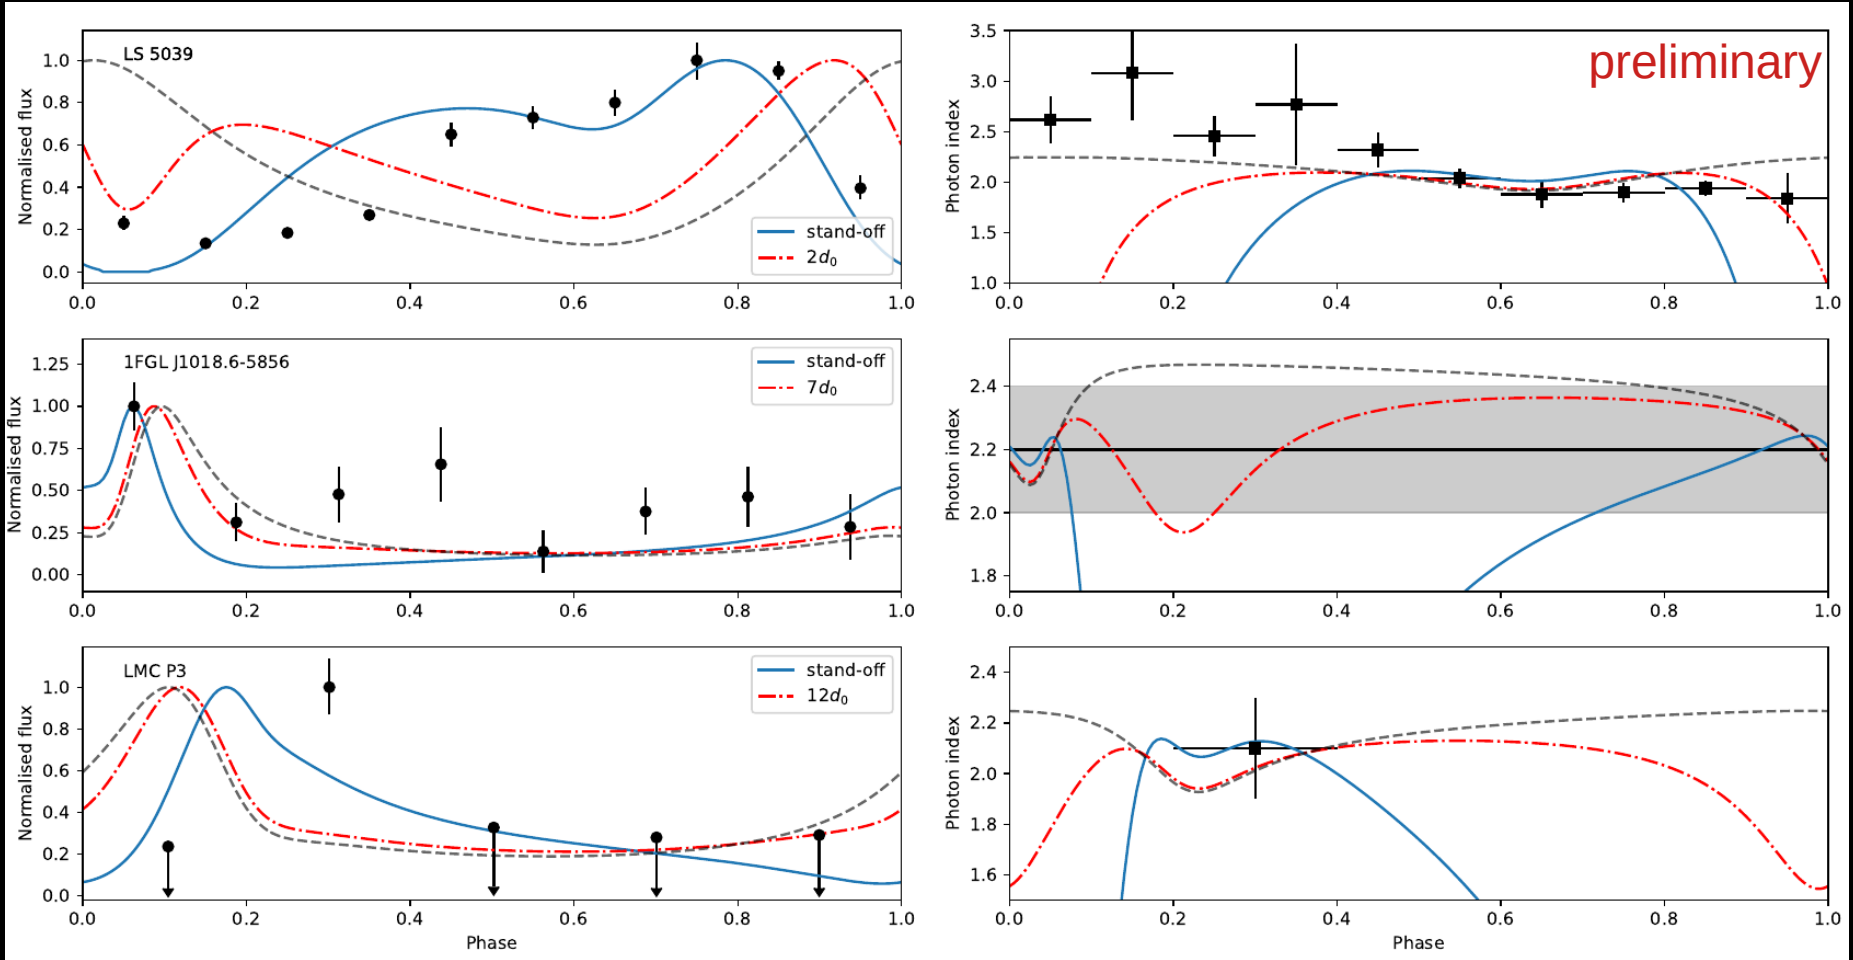 LS 5039
Normalised flux
1.0
0.8
0.6
0.4
0.2
0.0
stand-off
2d₀
0.0 0.2 0.4 0.6 0.8 1.0
preliminary
Photon index
3.5
3.0
2.5
2.0
1.5
1.0
0.0 0.2 0.4 0.6 0.8 1.0
1FGL J1018.6-5856
Normalised flux
1.25
1.00
0.75
0.50
0.25
0.00
stand-off
7d₀
0.0 0.2 0.4 0.6 0.8 1.0
Photon index
2.4
2.2
2.0
1.8
0.0 0.2 0.4 0.6 0.8 1.0
LMC P3
Normalised flux
1.0
0.8
0.6
0.4
0.2
0.0
stand-off
12d₀
0.0 0.2 0.4 0.6 0.8 1.0
Phase
Photon index
2.4
2.2
2.0
1.8
1.6
0.0 0.2 0.4 0.6 0.8 1.0
Phase